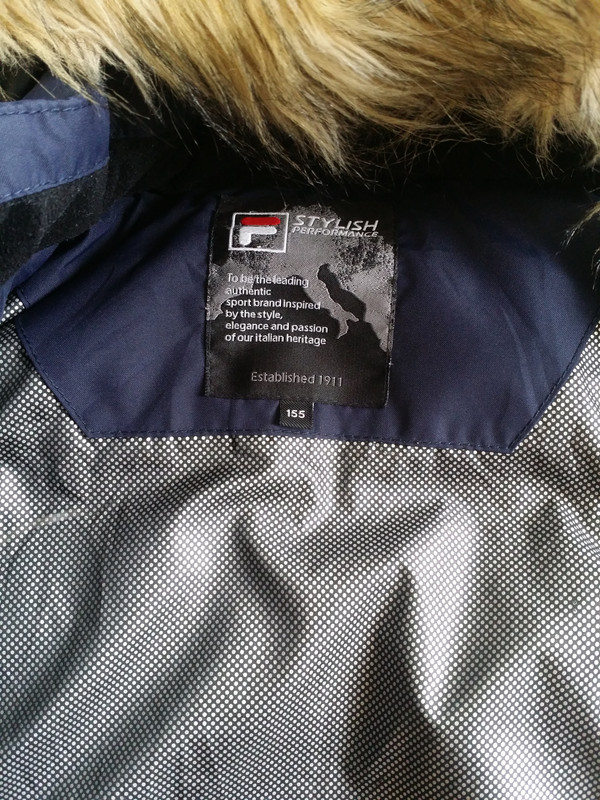 STYLISH
PERFORMANCE
To be the leading
authentic
sport brand inspired
by the style,
elegance and passion
of our italian heritage
Established 1911
155